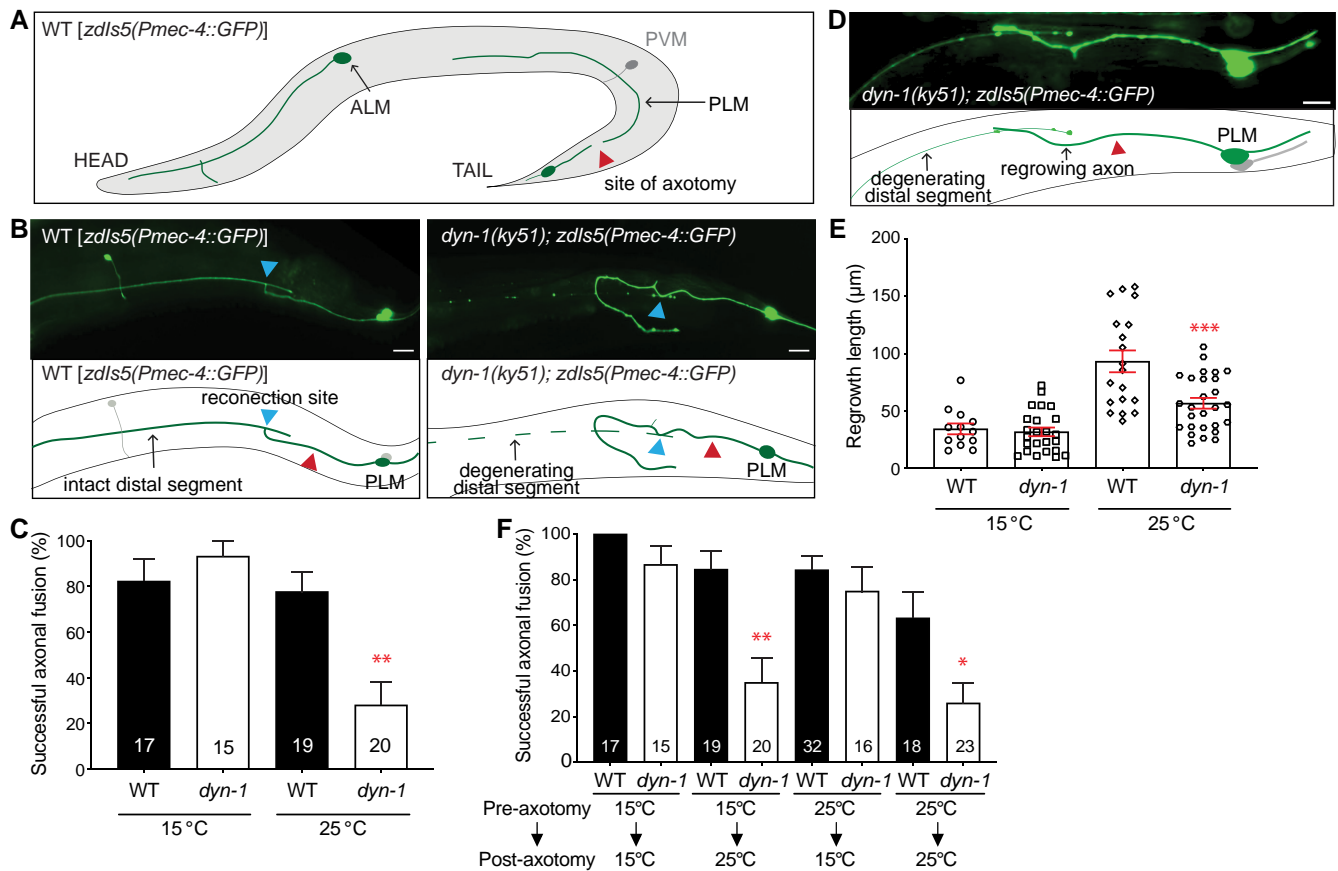 A
WT [zdIs5(Pmec-4::GFP)]
PVM
ALM
PLM
HEAD
TAIL
site of axotomy
B
WT [zdIs5(Pmec-4::GFP)]
dyn-1(ky51); zdIs5(Pmec-4::GFP)
WT [zdIs5(Pmec-4::GFP)]
reconection site
intact distal segment
PLM
dyn-1(ky51); zdIs5(Pmec-4::GFP)
degenerating
distal segment
PLM
C
Successful axonal fusion (%)
100
80
60
40
20
0
**
17
15
19
20
WT
dyn-1
WT
dyn-1
15 °C
25 °C
D
dyn-1(ky51); zdIs5(Pmec-4::GFP)
PLM
degenerating
distal segment
regrowing axon
E
Regrowth length (µm)
200
150
100
50
0
***
WT
dyn-1
WT
dyn-1
15 °C
25 °C
F
Successful axonal fusion (%)
100
80
60
40
20
0
**
*
17
15
19
20
32
16
18
23
WT dyn-1 WT dyn-1 WT dyn-1 WT dyn-1
Pre-axotomy 15°C 15°C 25°C 25°C
Post-axotomy 15°C 25°C 15°C 25°C